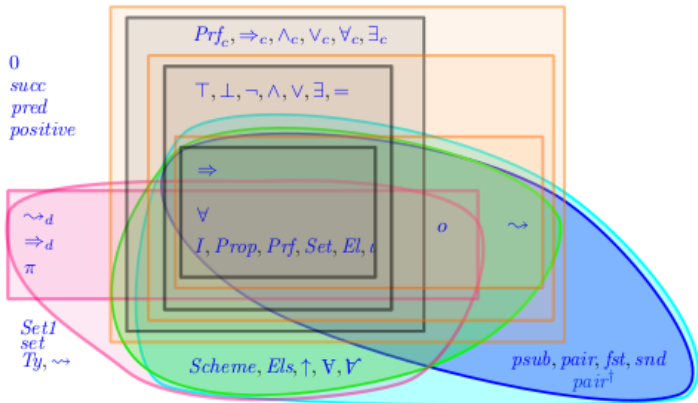 Prf_c, ⇒_c, ∧_c, ∨_c, ∀_c, ∃_c
0
succ
pred
positive
⊤, ⊥, ¬, ∧, ∨, ∃, =
⇒
∀
I, Prop, Prf, Set, El, ι
o
⇝
⇝_d
⇒_d
π
Set1
set
Ty, ⇝
Scheme, Els, ↑, ∀,
psub, pair, fst, snd
pair†